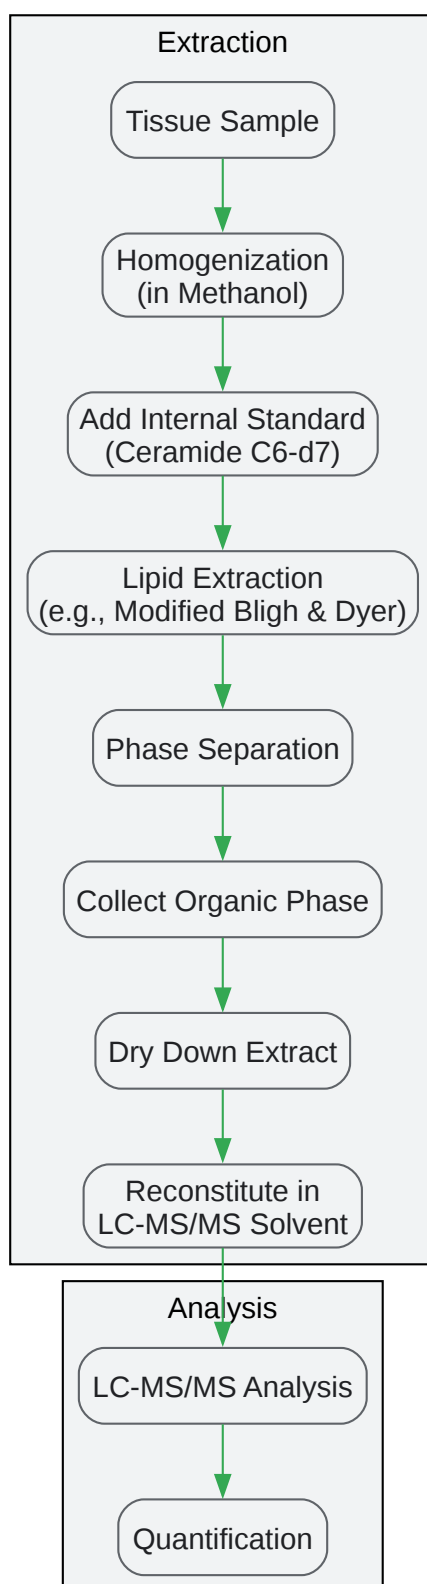 Extraction
Tissue Sample
Homogenization
(in Methanol)
Add Internal Standard
(Ceramide C6-d7)
Lipid Extraction
(e.g., Modified Bligh & Dyer)
Phase Separation
Collect Organic Phase
Dry Down Extract
Reconstitute in
LC-MS/MS Solvent
Analysis
LC-MS/MS Analysis
Quantification